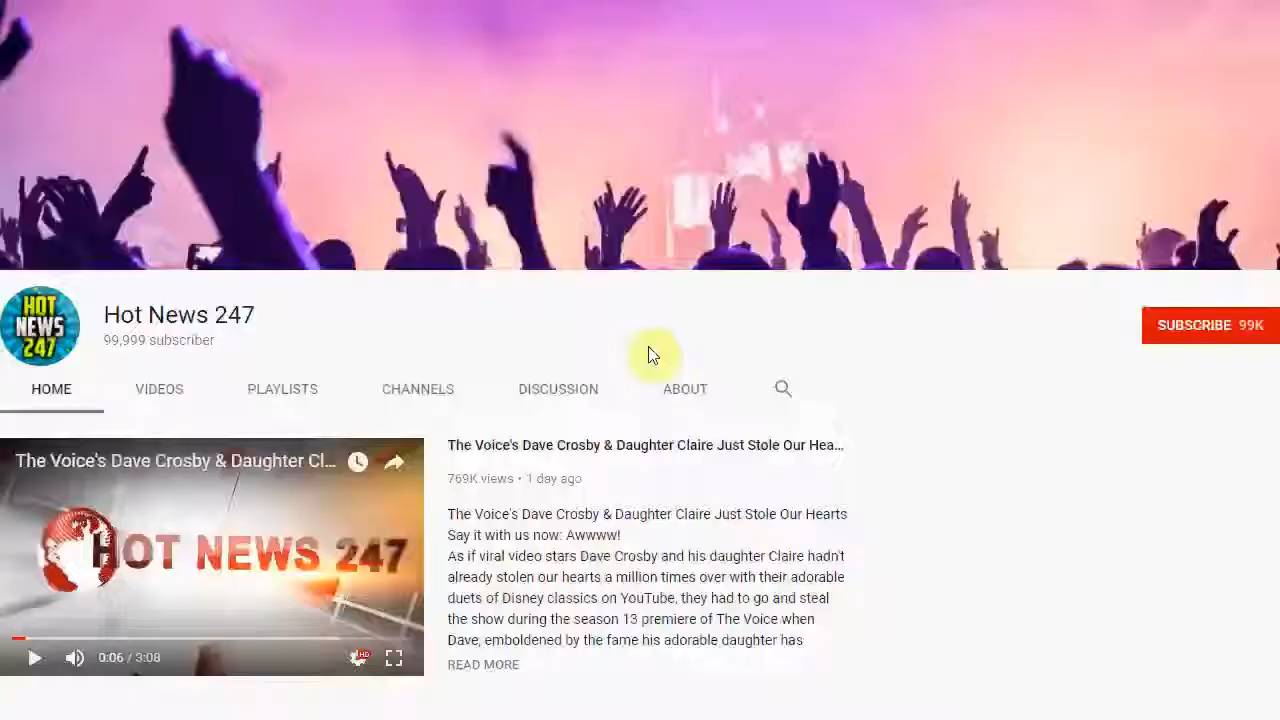 HOT
NEWS
247
Hot News 247
99,999 subscriber
SUBSCRIBE 99K
HOME VIDEOS PLAYLISTS CHANNELS DISCUSSION ABOUT
The Voice's Dave Crosby & Daughter Cl...
HOT NEWS 247
0:06 / 3:08
HD
The Voice's Dave Crosby & Daughter Claire Just Stole Our Hea...
769K views • 1 day ago
The Voice's Dave Crosby & Daughter Claire Just Stole Our Hearts
Say it with us now: Awwww!
As if viral video stars Dave Crosby and his daughter Claire hadn't
already stolen our hearts a million times over with their adorable
duets of Disney classics on YouTube, they had to go and steal
the show during the season 13 premiere of The Voice when
Dave, emboldened by the fame his adorable daughter has
READ MORE